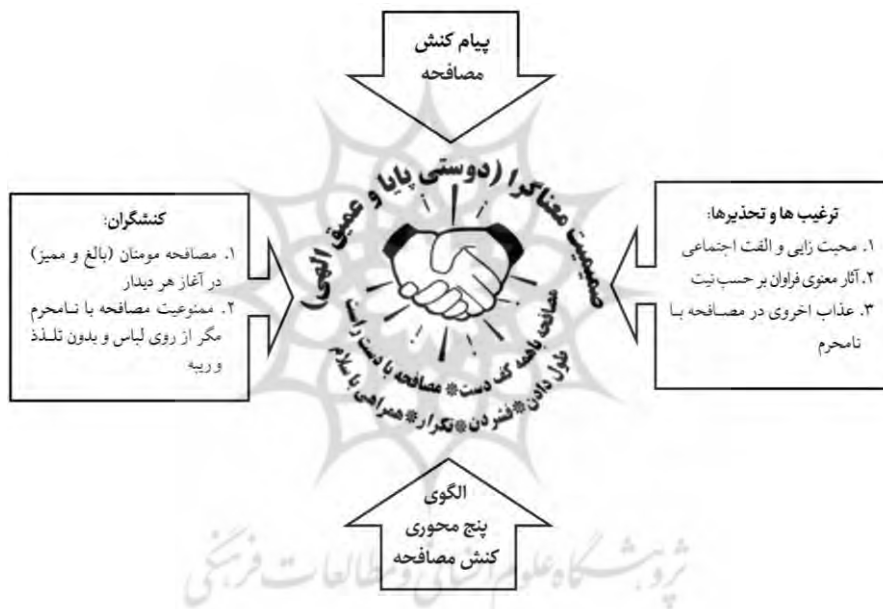 پیام کنش
مصافحه
صمیمیت معناگرا (دوستی پایا و عمیق الهی)
ترغیب ها و تحذیرها:
۱. محبت زایی و الفت اجتماعی
۲. آثار معنوی فراوان بر حسب نیت
۳. عذاب اخروی در مصافحه با
نامحرم
کنشگران:
۱. مصافحه مومنان (بالغ و ممیز)
در آغاز هر دیدار
۲. ممنوعیت مصافحه با نامحرم
مگر از روی لباس و بدون تلذذ
و ریبه
مصافحه باهمه کف دست* مصافحه با دست راست
طول دادن*فشردن*تکرار*همراهی با سلام
الگوی
پنج محوری
کنش مصافحه
پژوهشگاه علوم انسانی و مطالعات فرهنگی